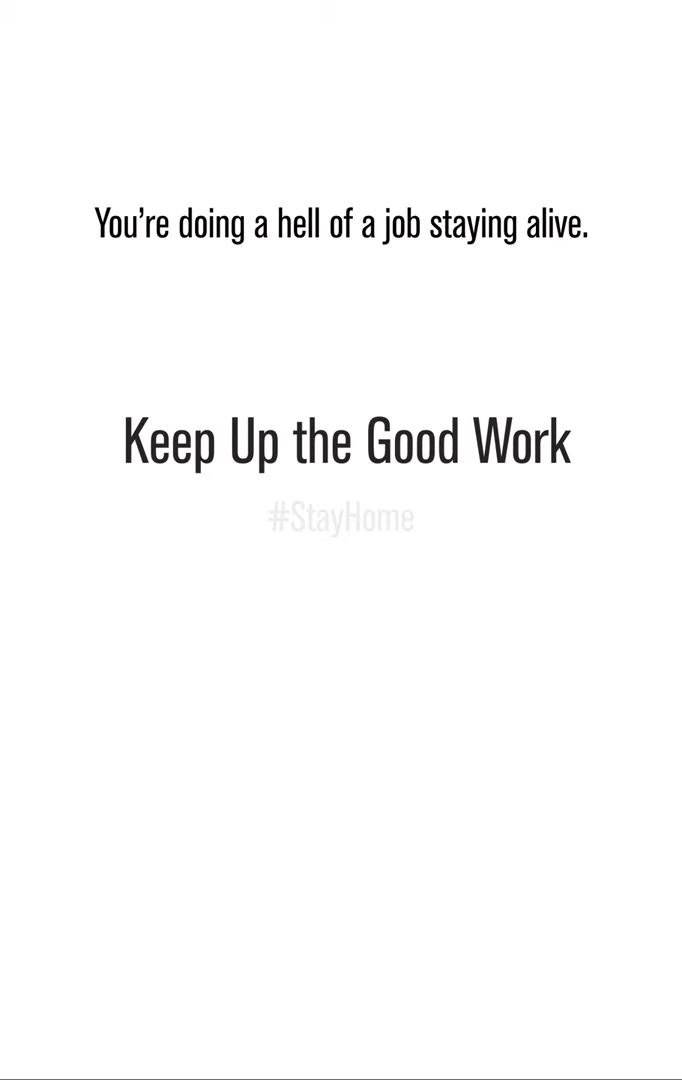 You’re doing a hell of a job staying alive.
Keep Up the Good Work
#StayHome